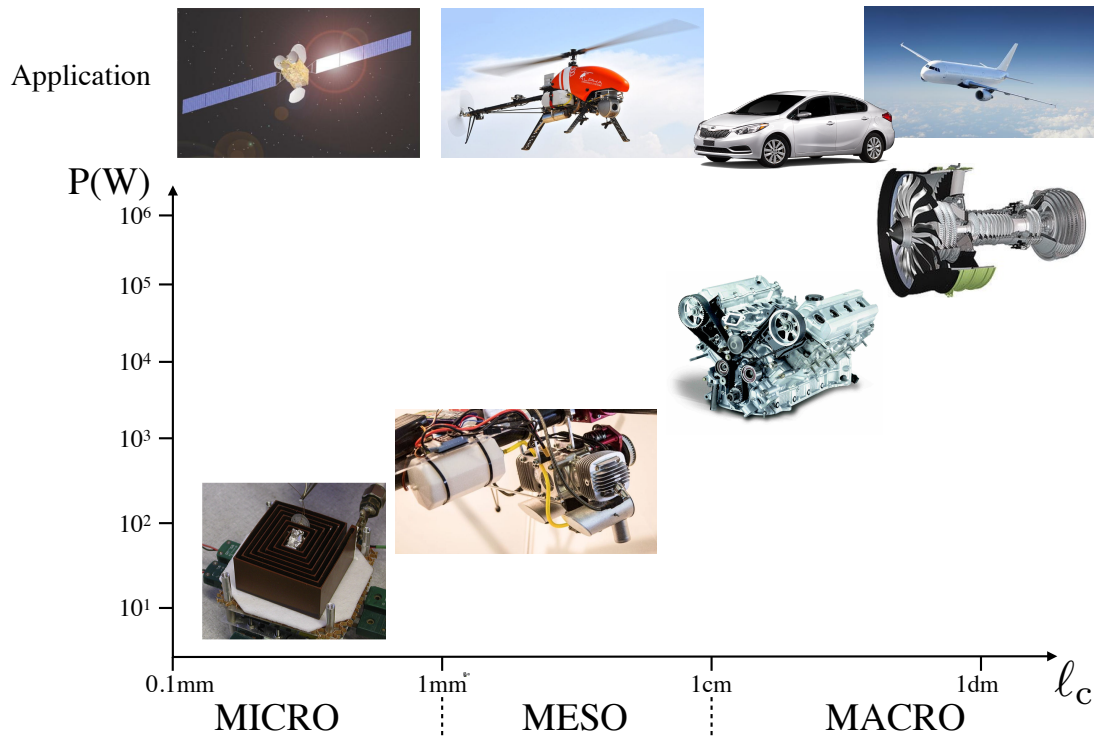 Application
P(W)
10⁶
10⁵
10⁴
10³
10²
10¹
0.1mm 1mm 1cm 1dm ℓc
MICRO MESO MACRO